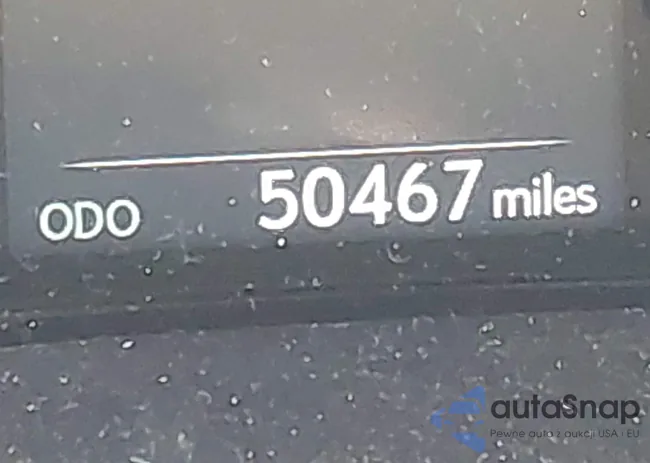 ODO 50467 miles
autaSnap
Pewne auta z aukcji USA i EU